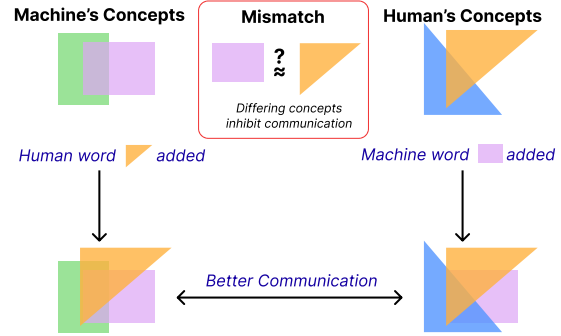 Machine's Concepts
Mismatch
Human's Concepts
?
≈
Differing concepts
inhibit communication
Human word added
Machine word added
Better Communication